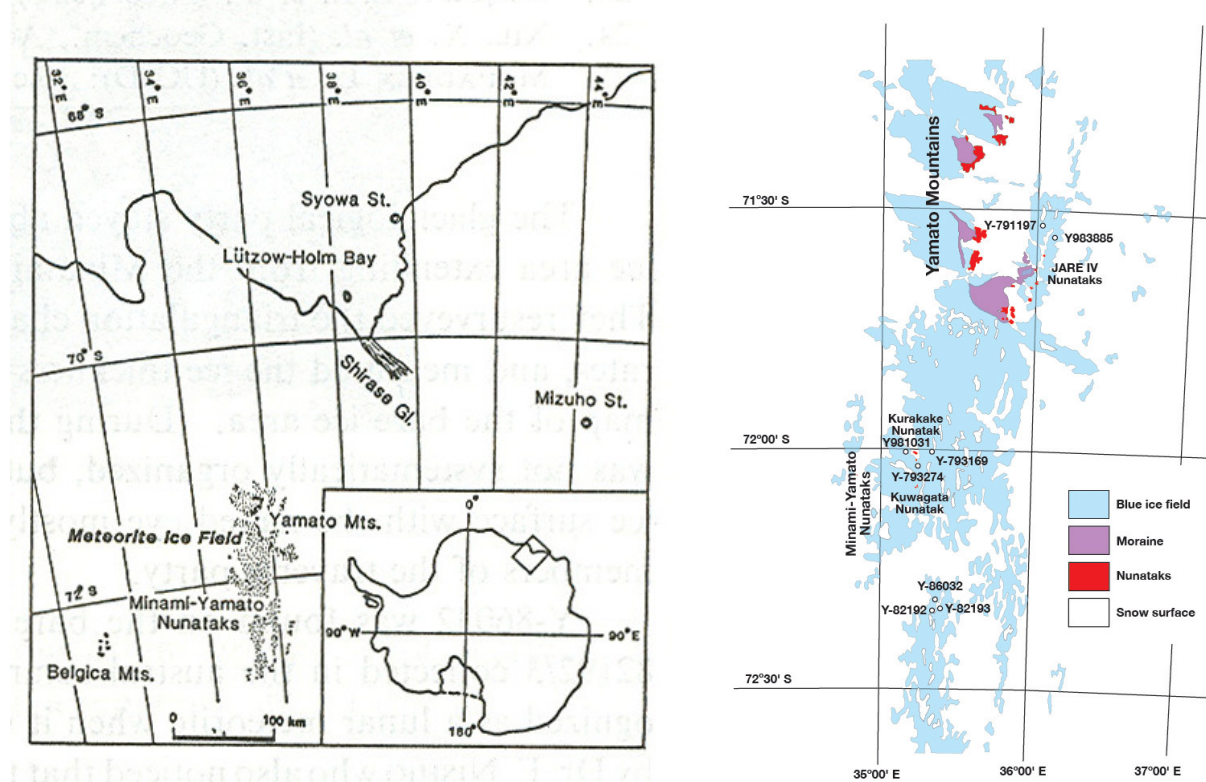 32° E
34° E
36° E
38° E
40° E
42° E
44° E
68° S
Syowa St.
Lützow-Holm Bay
70° S
Shirase Gl.
Mizuho St.
Yamato Mts.
Meteorite Ice Field
72° S
Minami-Yamato
Nunataks
Belgica Mts.
0
100 km
0°
90°W
90°E
180°
Yamato Mountains
71°30' S
Y-791197
Y983885
JARE IV
Nunataks
Kurakake
Nunatak
Y981031
72°00' S
Y-793169
Y-793274
Kuwagata
Nunatak
Minami-Yamato
Nunataks
Y-86032
Y-82192
Y-82193
72°30' S
35°00' E
36°00' E
37°00' E
Blue ice field
Moraine
Nunataks
Snow surface